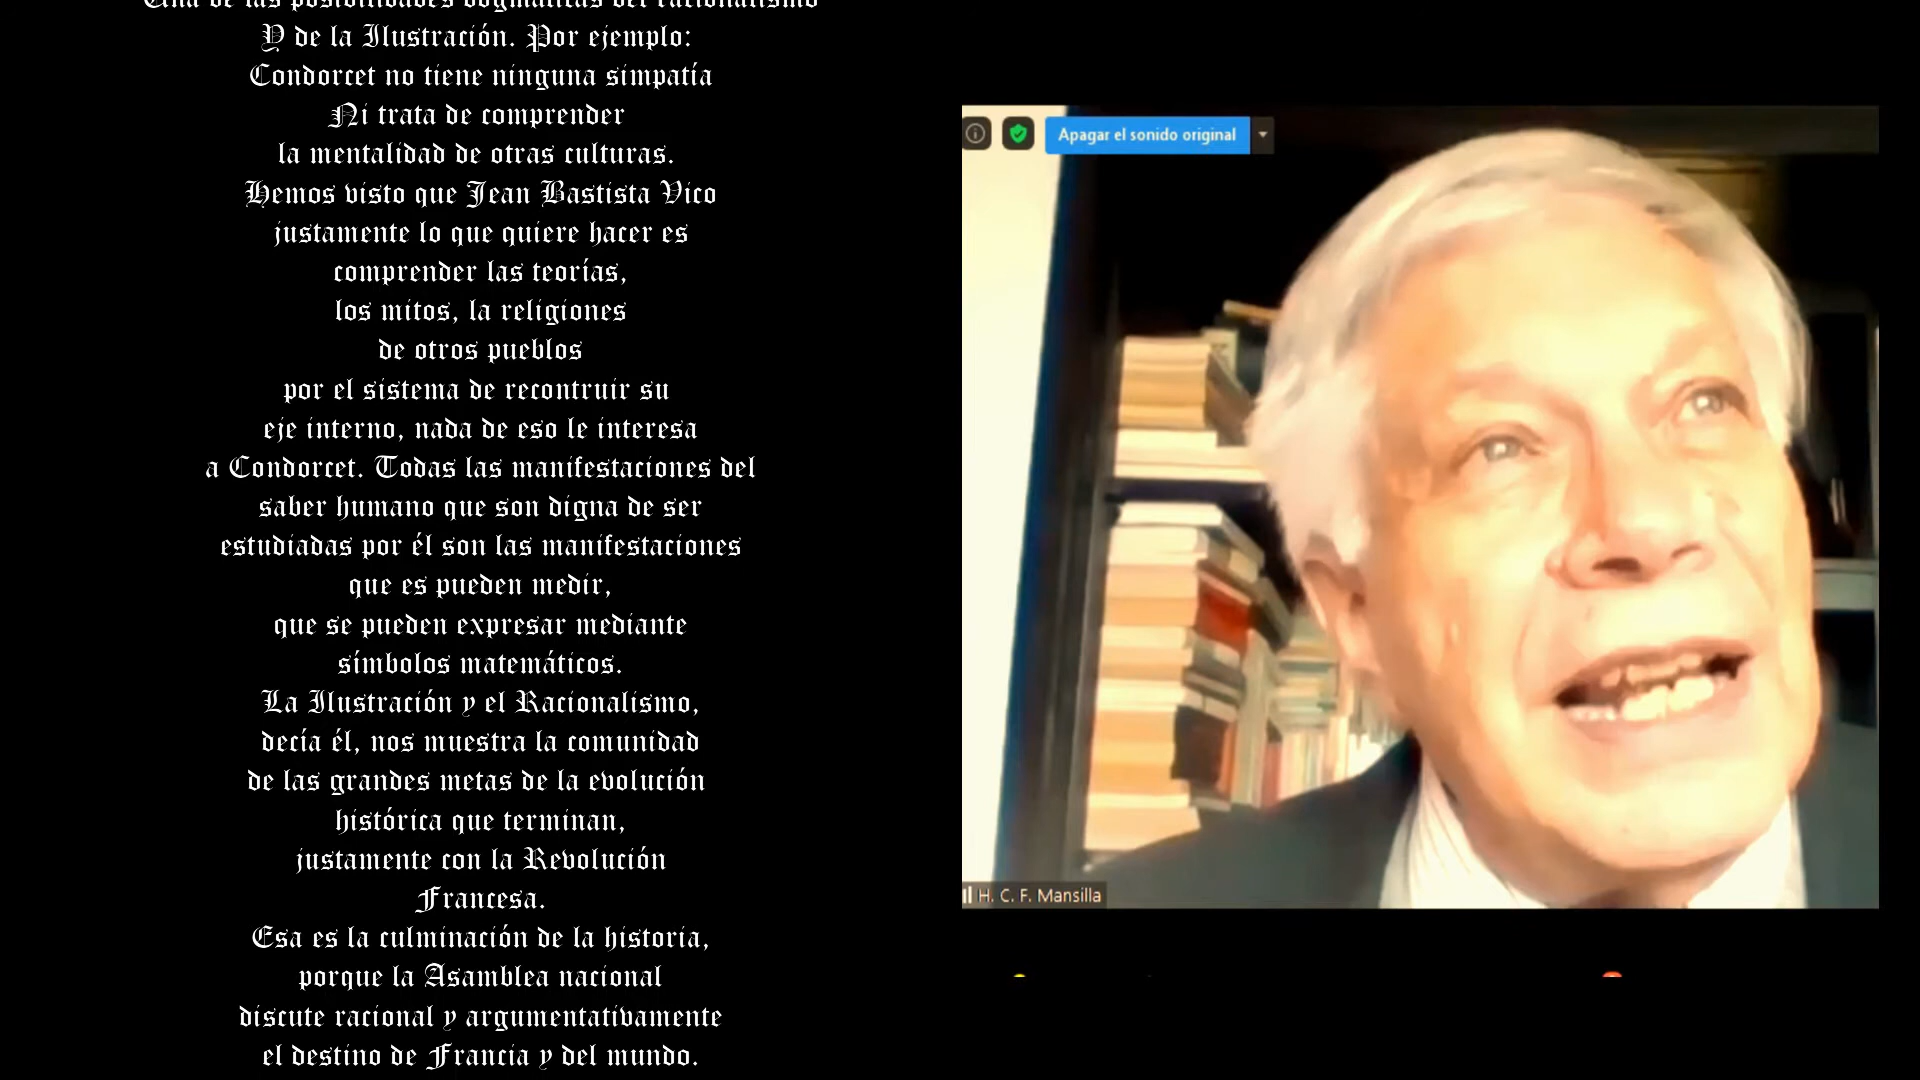 Una de las posibilidades dogmáticas del racionalismo
Y de la Ilustración. Por ejemplo:
Condorcet no tiene ninguna simpatía
Ni trata de comprender
la mentalidad de otras culturas.
Hemos visto que Jean Bastista Vico
justamente lo que quiere hacer es
comprender las teorías,
los mitos, la religiones
de otros pueblos
por el sistema de recontruir su
eje interno, nada de eso le interesa
a Condorcet. Todas las manifestaciones del
saber humano que son digna de ser
estudiadas por él son las manifestaciones
que es pueden medir,
que se pueden expresar mediante
símbolos matemáticos.
La Ilustración y el Racionalismo,
decía él, nos muestra la comunidad
de las grandes metas de la evolución
histórica que terminan,
justamente con la Revolución
Francesa.
Esa es la culminación de la historia,
porque la Asamblea nacional
discute racional y argumentativamente
el destino de Francia y del mundo.
Apagar el sonido original
H. C. F. Mansilla